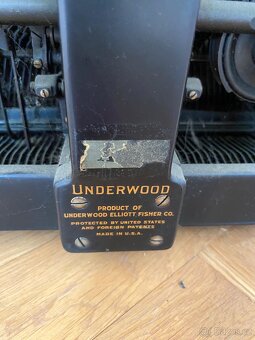 UNDERWOOD
PRODUCT OF
UNDERWOOD ELLIOTT FISHER CO.
PROTECTED BY UNITED STATES
AND FOREIGN PATENTS
MADE IN U.S.A.